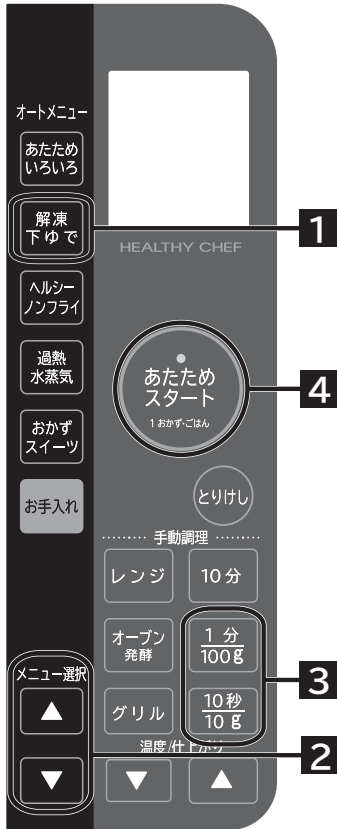 オートメニュー
あたため
いろいろ
解凍
下ゆで
1
HEALTHY CHEF
ヘルシー
ノンフライ
過熱
水蒸気
あたため
スタート
1 おかず・ごはん
4
おかず
スイーツ
お手入れ
とりけし
手動調理
レンジ
10分
オーブン
発酵
1分
100g
メニュー選択
3
グリル
10秒
10g
2
温度/仕上がり